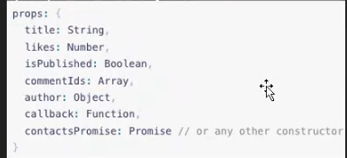 props: {
  title: String,
  likes: Number,
  isPublished: Boolean,
  commentIds: Array,
  author: Object,
  callback: Function,
  contactsPromise: Promise // or any other constructor
}